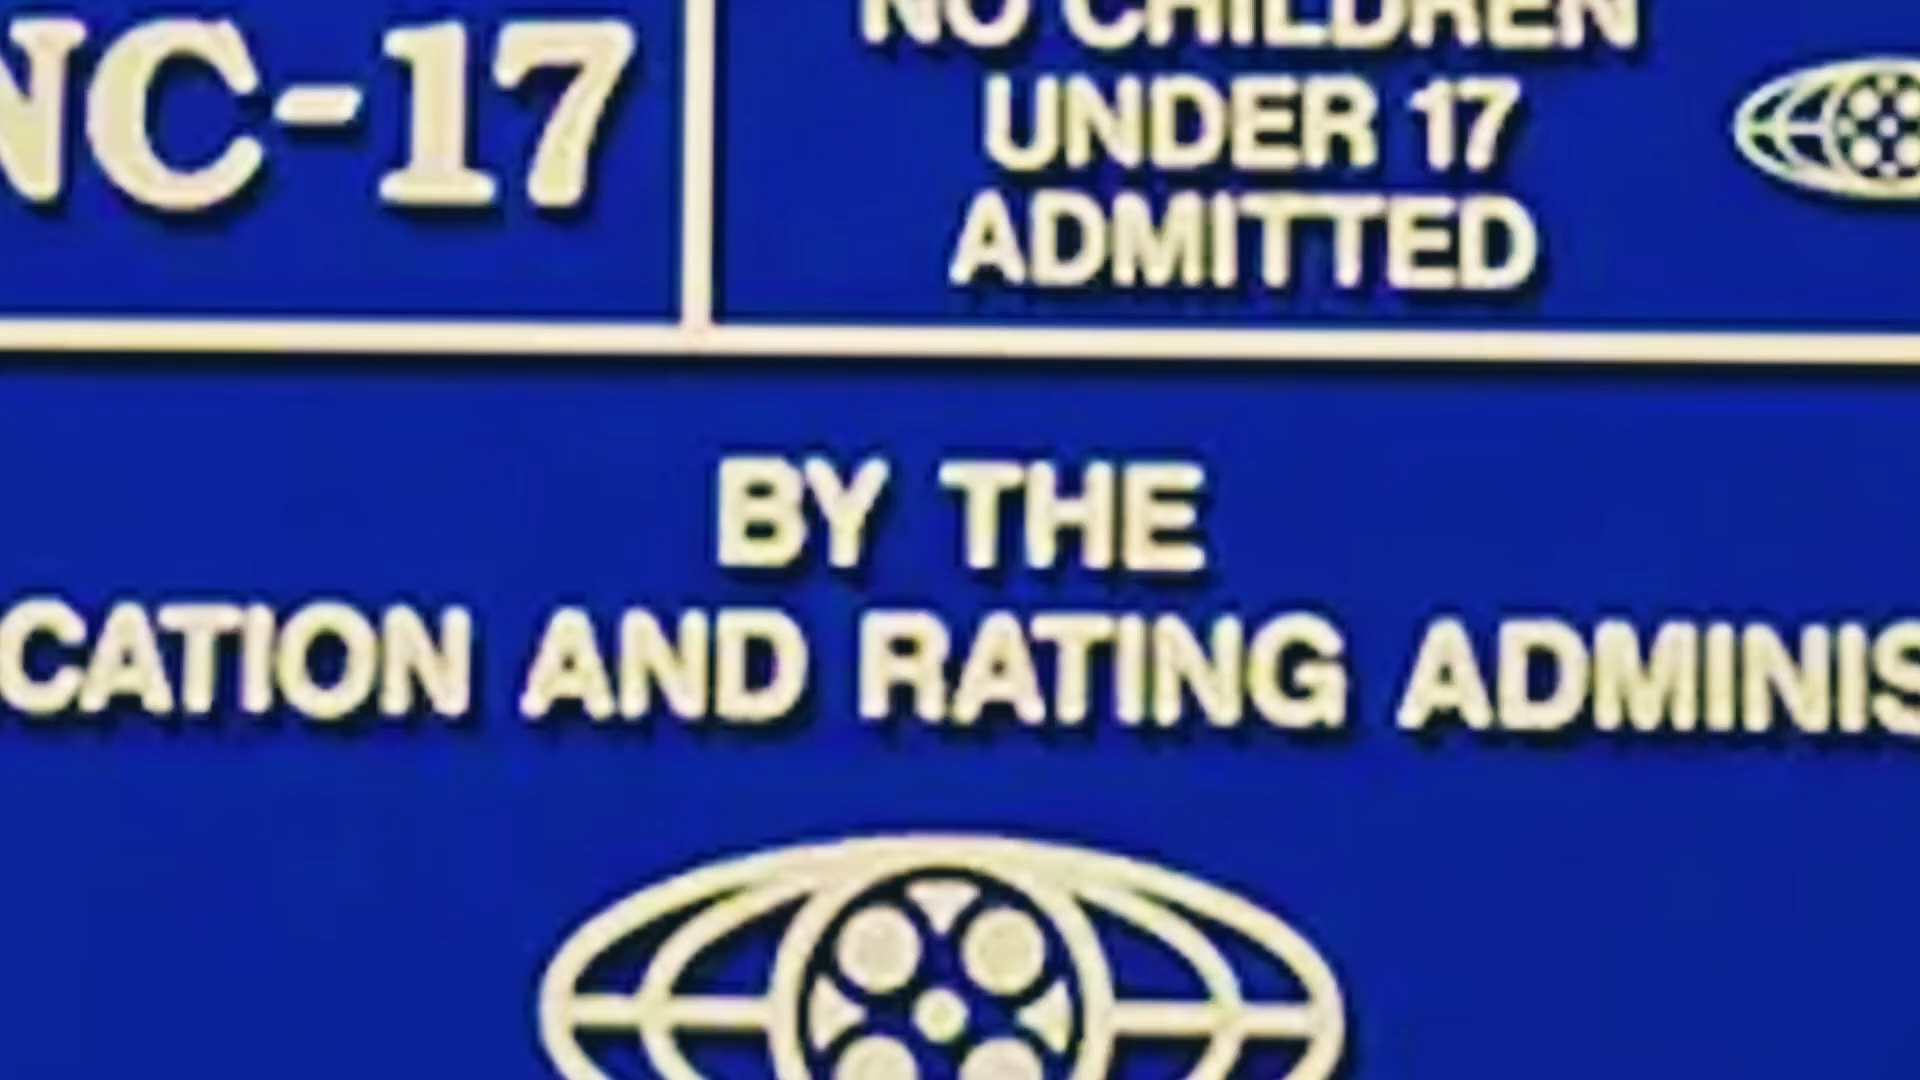 NC-17
NO CHILDREN
UNDER 17
ADMITTED
BY THE
CATION AND RATING ADMINIS